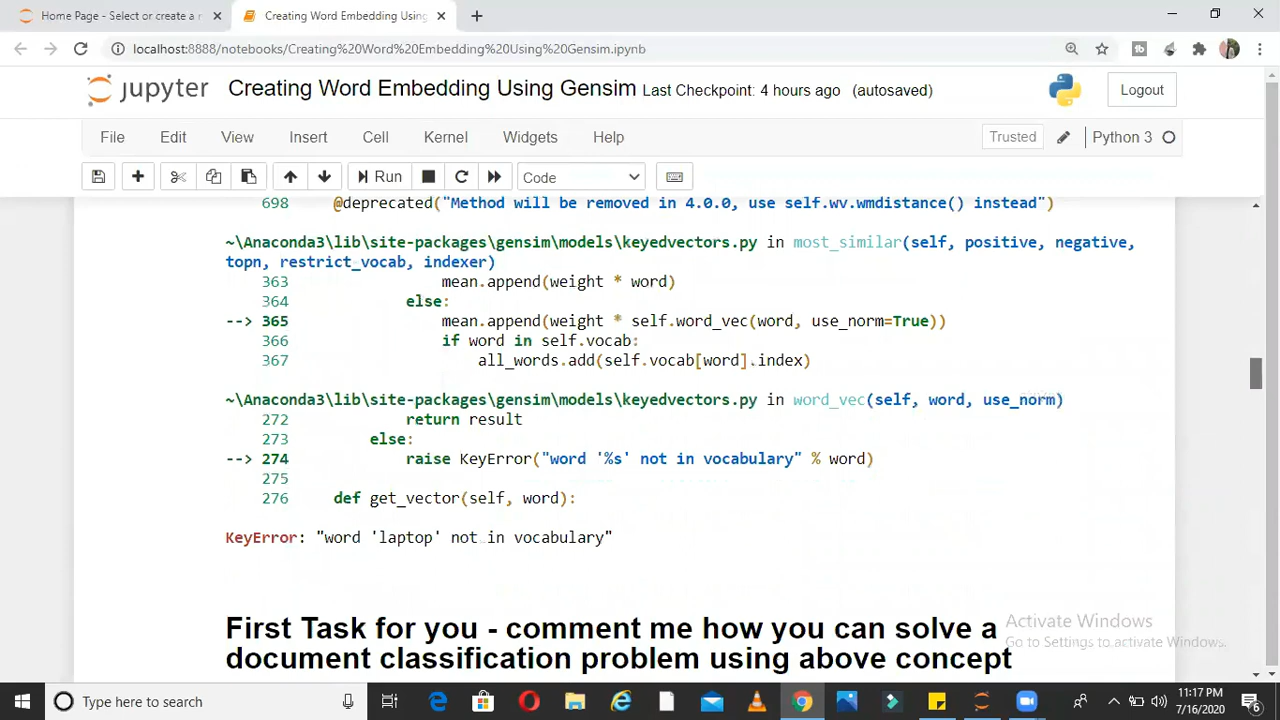 Home Page - Select or create a n
Creating Word Embedding Using
localhost:8888/notebooks/Creating%20Word%20Embedding%20Using%20Gensim.ipynb
jupyter Creating Word Embedding Using Gensim Last Checkpoint: 4 hours ago (autosaved)
Logout
File Edit View Insert Cell Kernel Widgets Help
Trusted
Python 3
Run
Code
698 @deprecated("Method will be removed in 4.0.0, use self.wv.wmdistance() instead")
~\Anaconda3\lib\site-packages\gensim\models\keyedvectors.py in most_similar(self, positive, negative,
topn, restrict_vocab, indexer)
363 mean.append(weight * word)
364 else:
--> 365 mean.append(weight * self.word_vec(word, use_norm=True))
366 if word in self.vocab:
367 all_words.add(self.vocab[word].index)
~\Anaconda3\lib\site-packages\gensim\models\keyedvectors.py in word_vec(self, word, use_norm)
272 return result
273 else:
--> 274 raise KeyError("word '%s' not in vocabulary" % word)
275
276 def get_vector(self, word):
KeyError: "word 'laptop' not in vocabulary"
First Task for you - comment me how you can solve a
document classification problem using above concept
Activate Windows
Go to Settings to activate Windows.
Type here to search
11:17 PM
7/16/2020
6